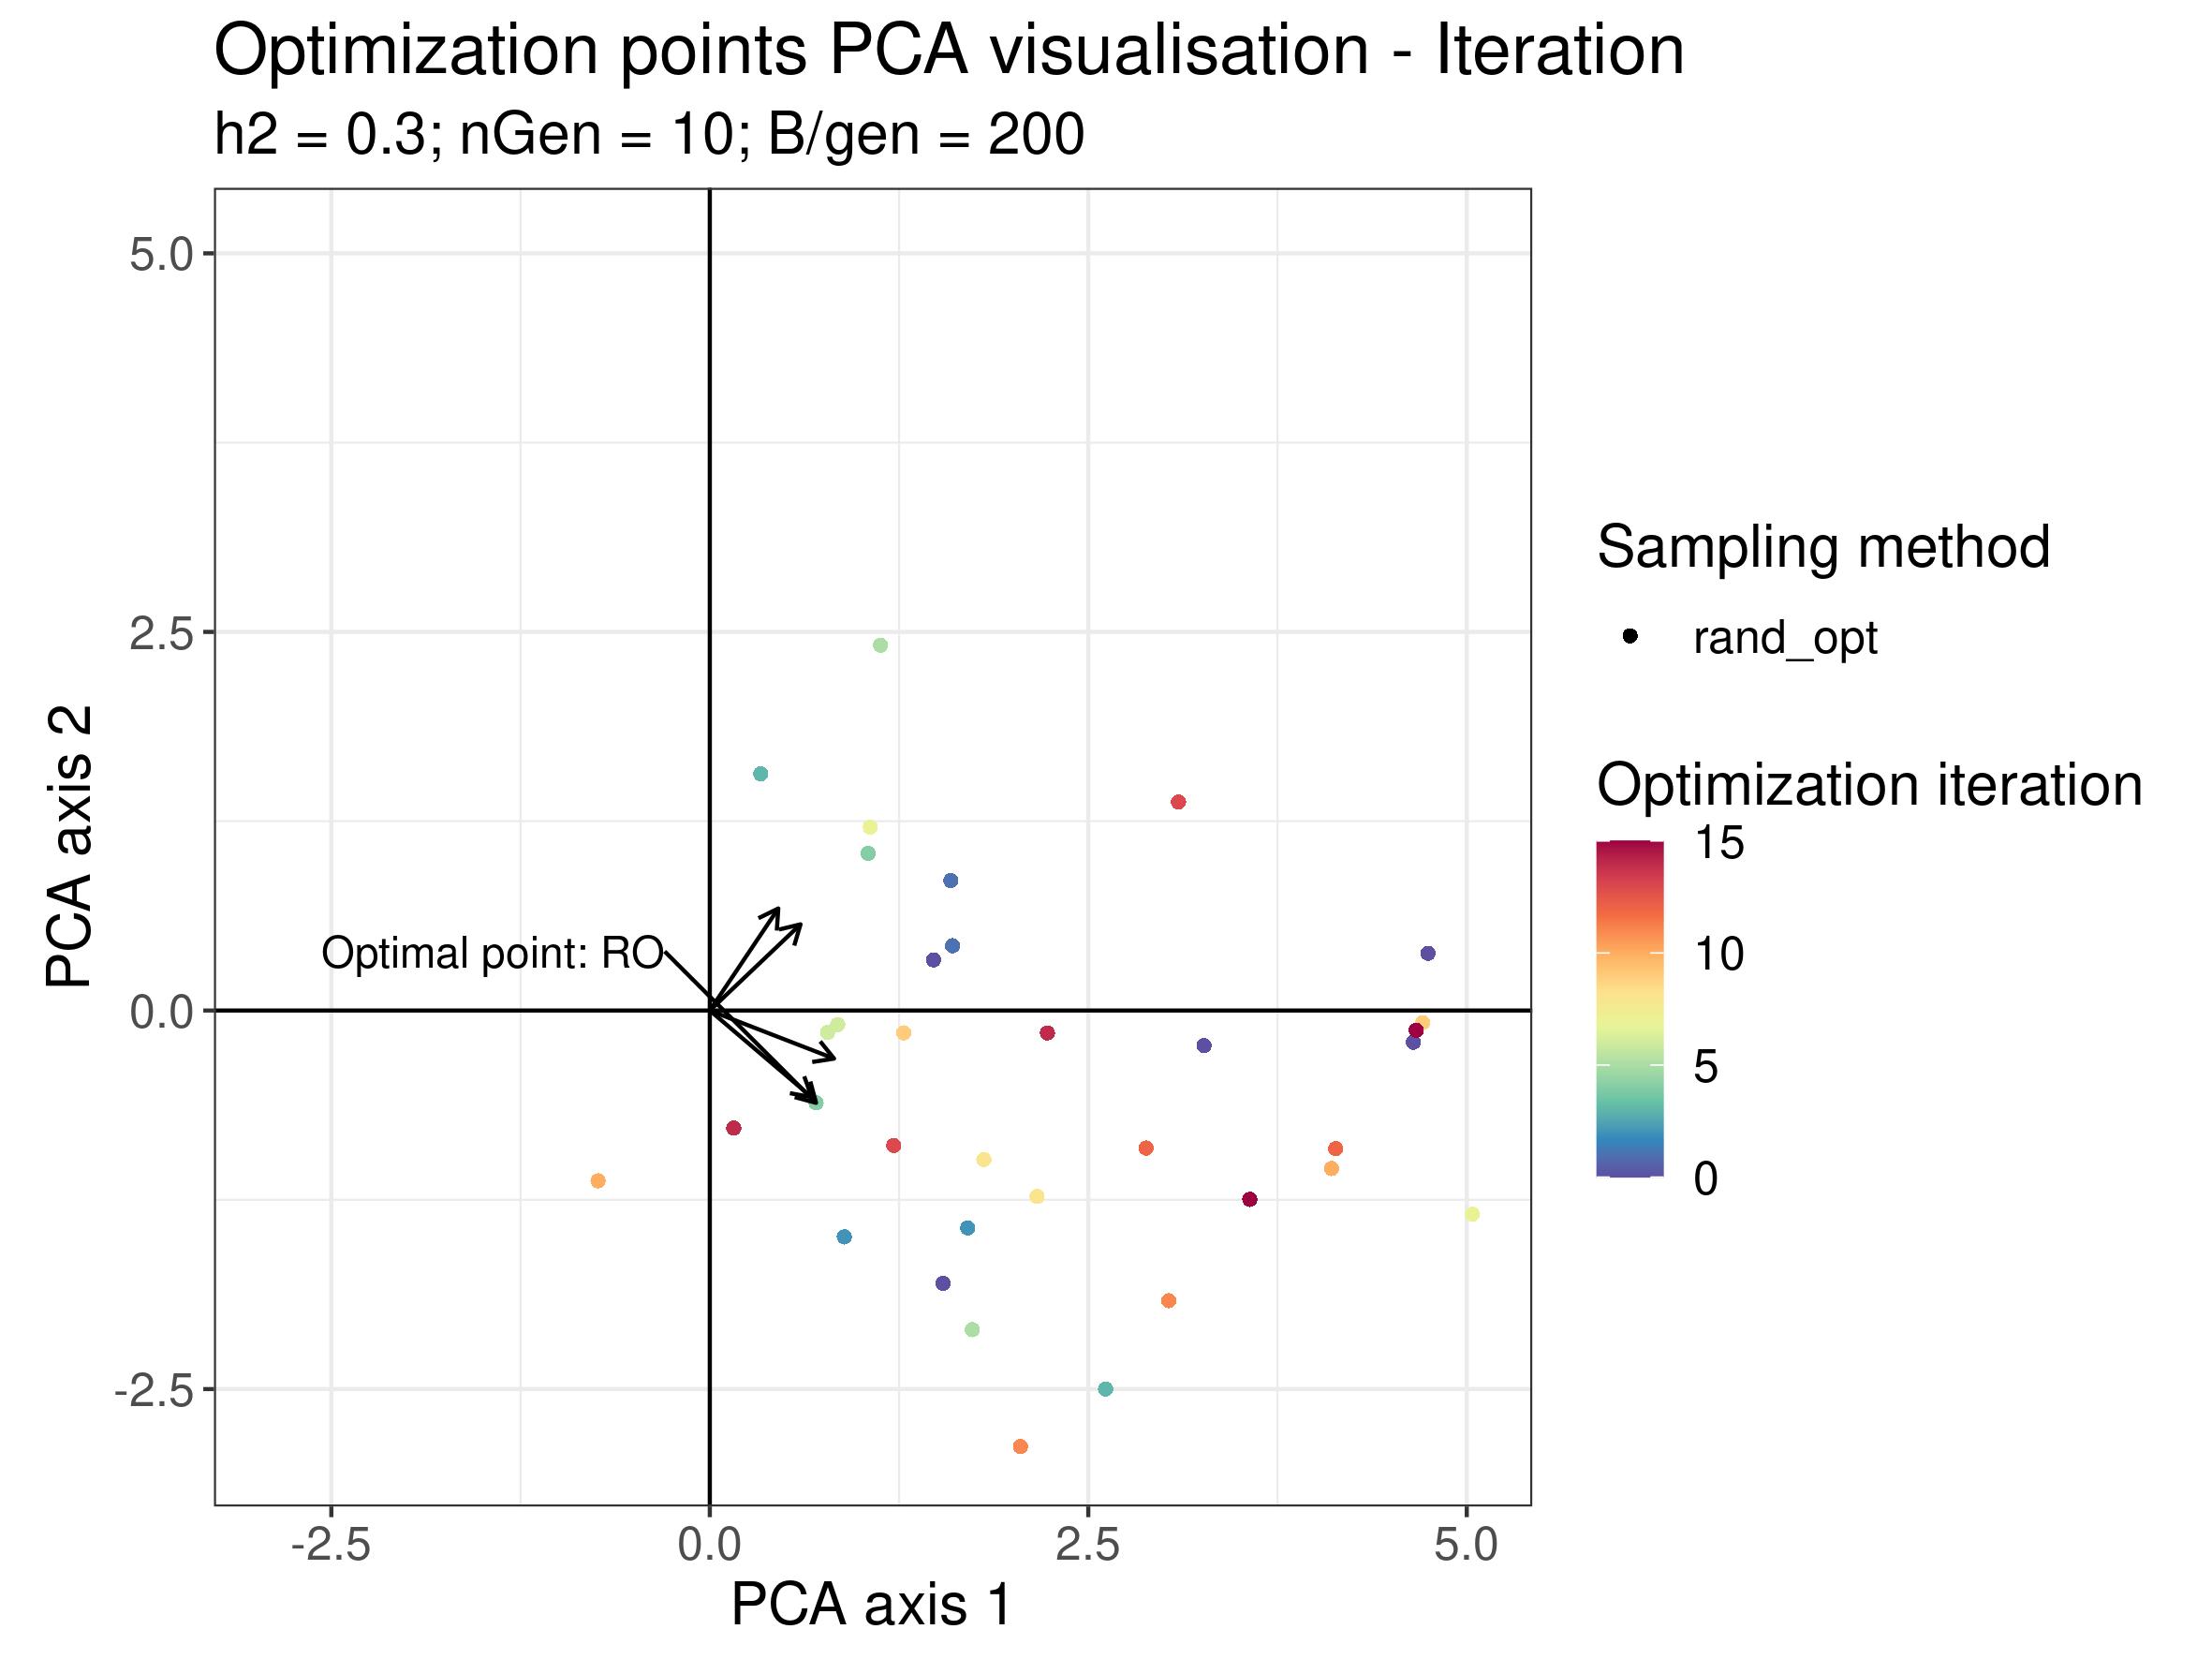 Optimization points PCA visualisation - Iteration
h2 = 0.3; nGen = 10; B/gen = 200
5.0
2.5
0.0
-2.5
PCA axis 2
Optimal point: RO
-2.5
0.0
2.5
5.0
PCA axis 1
Sampling method
rand_opt
Optimization iteration
15
10
5
0